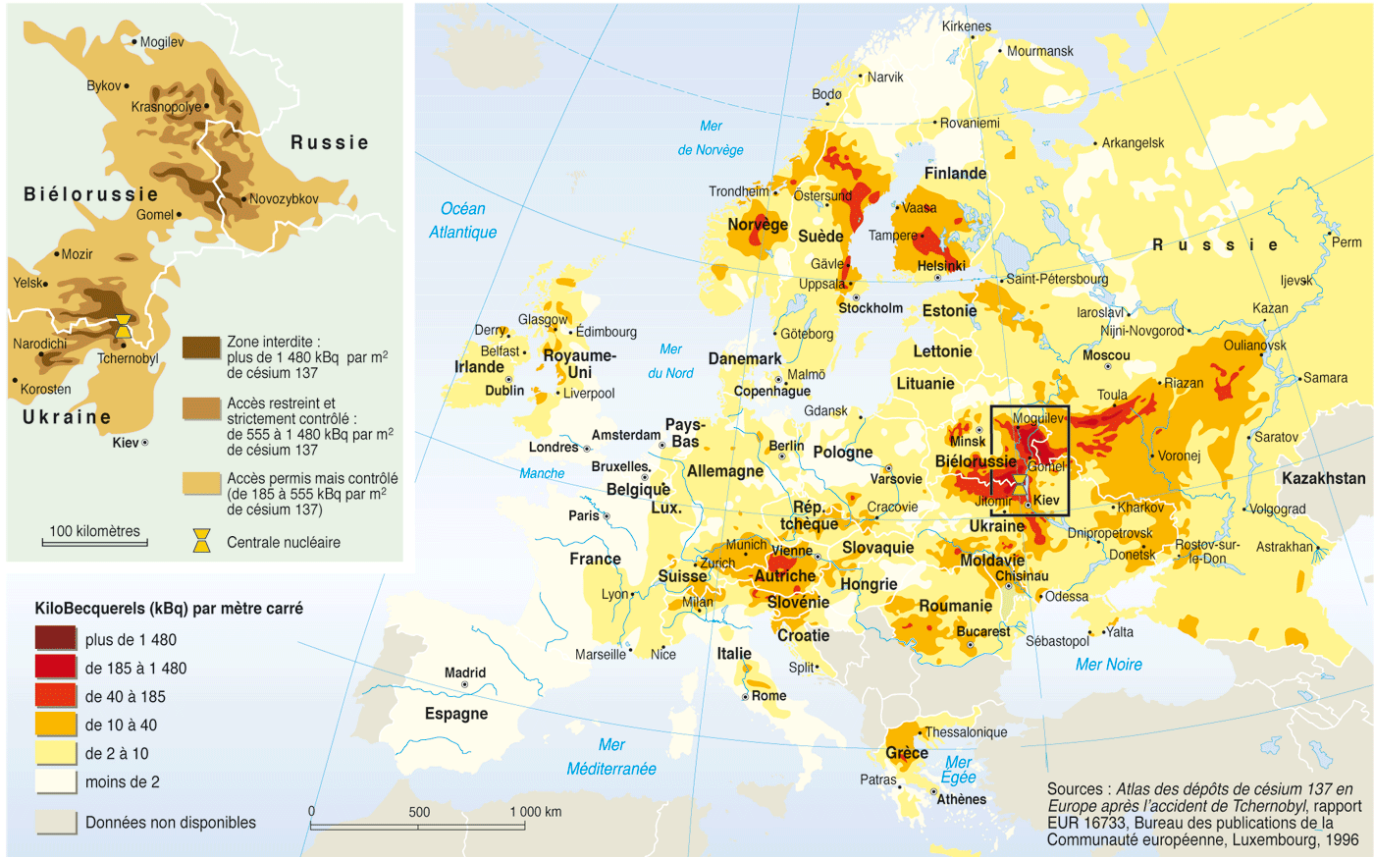 Mogilev
Bykov
Krasnopolye
Russie
Biélorussie
Novozybkov
Gomel
Mozir
Yelsk
Narodichi
Tchernobyl
Korosten
Ukraine
Kiev
Zone interdite :
plus de 1 480 kBq par m²
de césium 137
Accès restreint et
strictement contrôlé :
de 555 à 1 480 kBq par m²
de césium 137
Accès permis mais contrôlé
(de 185 à 555 kBq par m²
de césium 137)
100 kilomètres
Centrale nucléaire
KiloBecquerels (kBq) par mètre carré
plus de 1 480
de 185 à 1 480
de 40 à 185
de 10 à 40
de 2 à 10
moins de 2
Données non disponibles
Kirkenes
Mourmansk
Narvik
Bodø
Rovaniemi
Mer
de Norvège
Arkangelsk
Finlande
Trondheim
Östersund
Vaasa
Océan
Atlantique
Norvège
Suède
Tampere
Russie
Perm
Gävle
Helsinki
Uppsala
Saint-Pétersbourg
Ijevsk
Stockholm
Estonie
Iaroslavl
Kazan
Glasgow
Édimbourg
Derry
Göteborg
Nijni-Novgorod
Belfast
Royaume-
Uni
Mer
du Nord
Danemark
Lettonie
Moscou
Oulianovsk
Irlande
Dublin
Liverpool
Malmö
Copenhague
Lituanie
Riazan
Samara
Toula
Gdansk
Moguilev
Minsk
Londres
Amsterdam
Pays-
Bas
Berlin
Pologne
Biélorussie
Gomel
Saratov
Voronej
Manche
Bruxelles
Belgique
Allemagne
Varsovie
Kazakhstan
Lux.
Jitomir
Kiev
Paris
Rép.
tchèque
Cracovie
Kharkov
Volgograd
Ukraine
Dnipropetrovsk
France
Munich
Vienne
Slovaquie
Moldavie
Donetsk
Rostov-sur-
le-Don
Astrakhan
Zurich
Suisse
Autriche
Hongrie
Chisinau
Lyon
Milan
Slovénie
Roumanie
Odessa
Croatie
Bucarest
Sébastopol
Yalta
Marseille
Nice
Italie
Split
Mer Noire
Madrid
Rome
Espagne
Thessalonique
Mer
Méditerranée
Grèce
Mer
Égée
Patras
Athènes
0 500 1 000 km
Sources : Atlas des dépôts de césium 137 en
Europe après l'accident de Tchernobyl, rapport
EUR 16733, Bureau des publications de la
Communauté européenne, Luxembourg, 1996